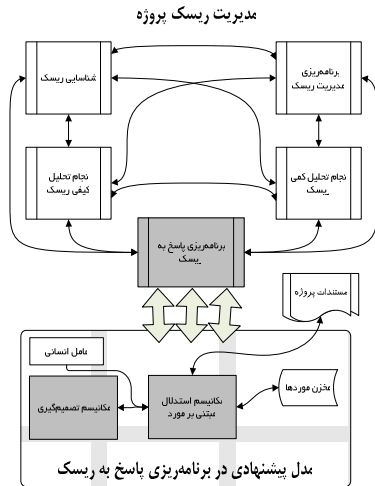 مدیریت ریسک پروژه
برنامه‌ریزی
مدیریت ریسک
شناسایی ریسک
نجام تحلیل کمی
ریسک
نجام تحلیل
کیفی ریسک
برنامه‌ریزی پاسخ به
ریسک
مستندات پروژه
عامل انسانی
مکانیسم استدلال
مبتنی بر مورد
مکانیسم تصمیم‌گیری
مخزن موردها
مدل پیشنهادی در برنامه‌ریزی پاسخ به ریسک